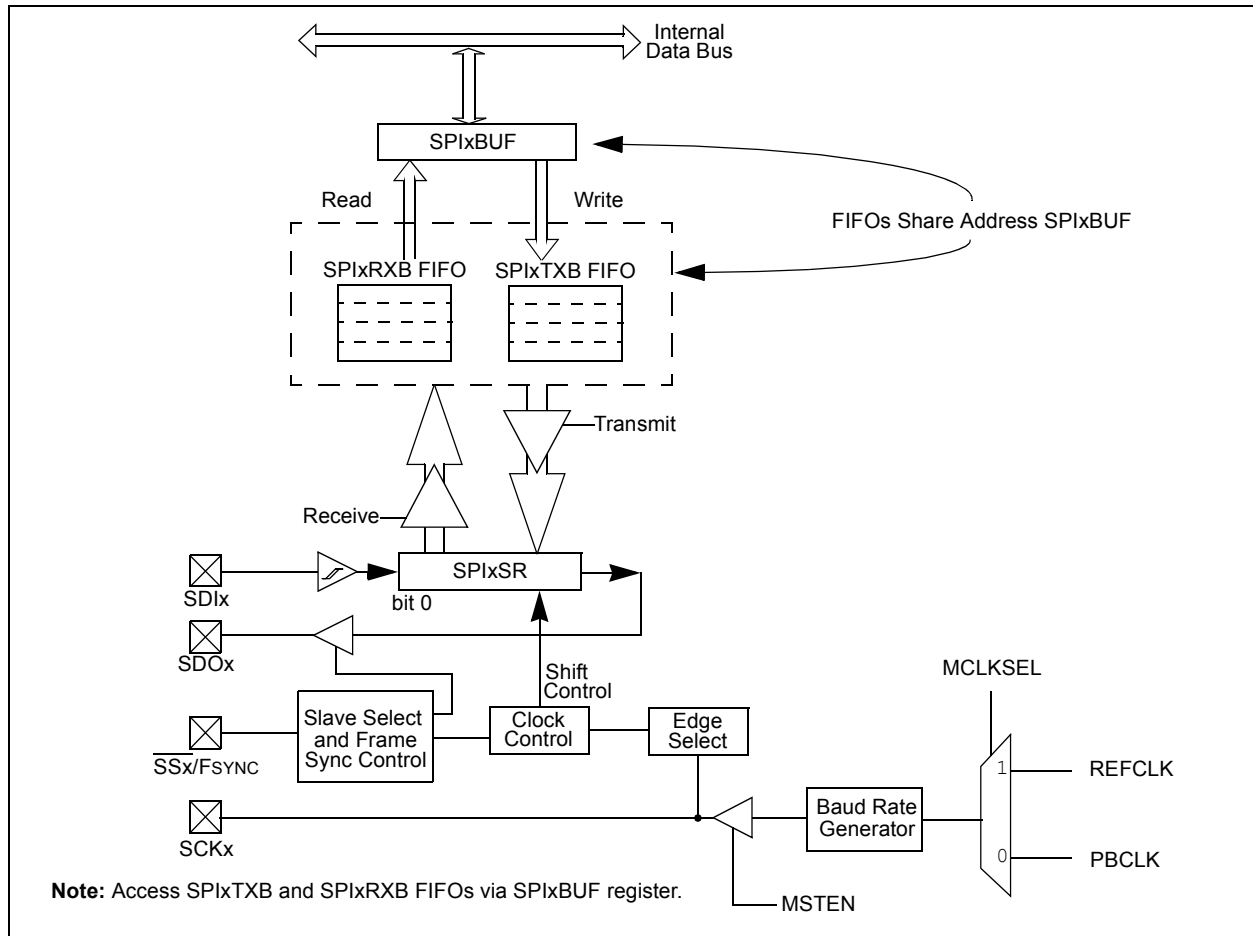 Internal
Data Bus
SPIxBUF
Read
Write
FIFOs Share Address SPIxBUF
SPIxRXB FIFO
SPIxTXB FIFO
Transmit
Receive
SPIxSR
SDIx
bit 0
SDOx
Shift
Control
MCLKSEL
Slave Select
and Frame
Sync Control
Clock
Control
Edge
Select
SSx/FSYNC
1
REFCLK
Baud Rate
Generator
SCKx
0
PBCLK
Note: Access SPIxTXB and SPIxRXB FIFOs via SPIxBUF register.
MSTEN